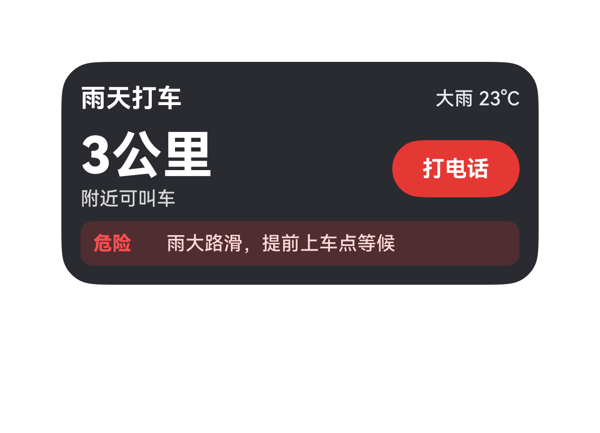 雨天打车
大雨 23℃
3公里
附近可叫车
打电话
危险
雨大路滑，提前上车点等候